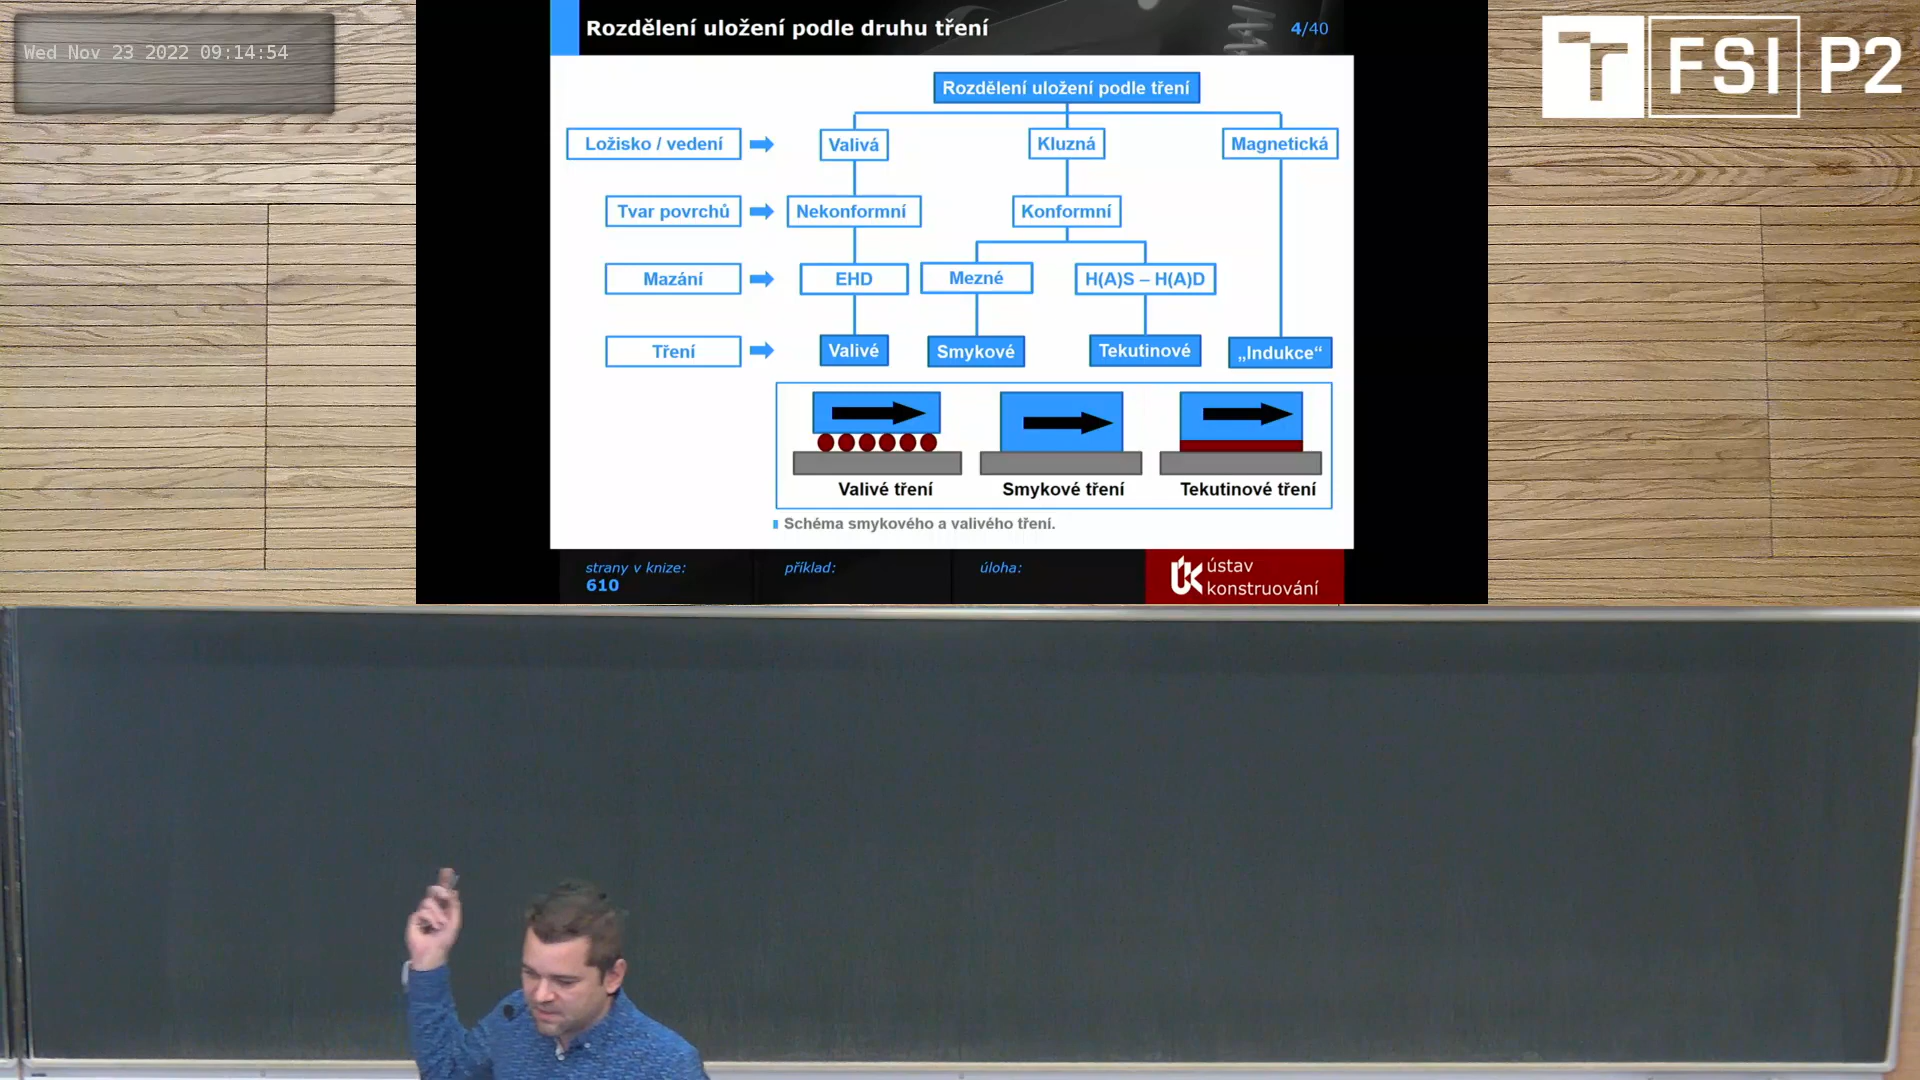 Wed Nov 23 2022 09:14:54
Rozdělení uložení podle druhu tření
4/40
FSI P2
Rozdělení uložení podle tření
Ložisko / vedení
Valivá
Kluzná
Magnetická
Tvar povrchů
Nekonformní
Konformní
Mazání
EHD
Mezné
H(A)S – H(A)D
Tření
Valivé
Smykové
Tekutinové
„Indukce“
Valivé tření
Smykové tření
Tekutinové tření
Schéma smykového a valivého tření.
strany v knize:
610
příklad:
úloha:
ústav
konstruování